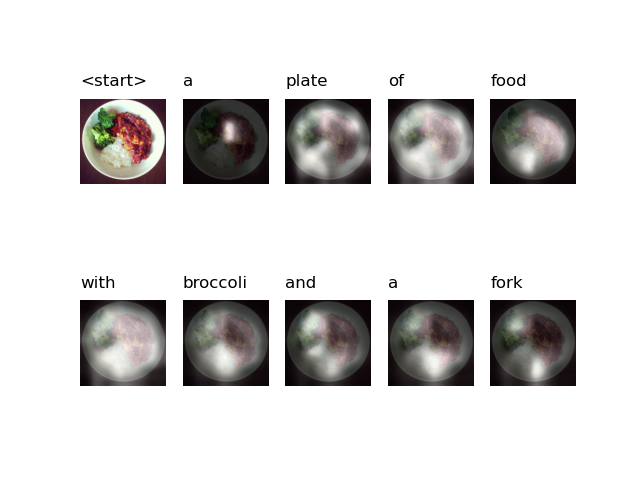 <start> a plate of food
with broccoli and a fork